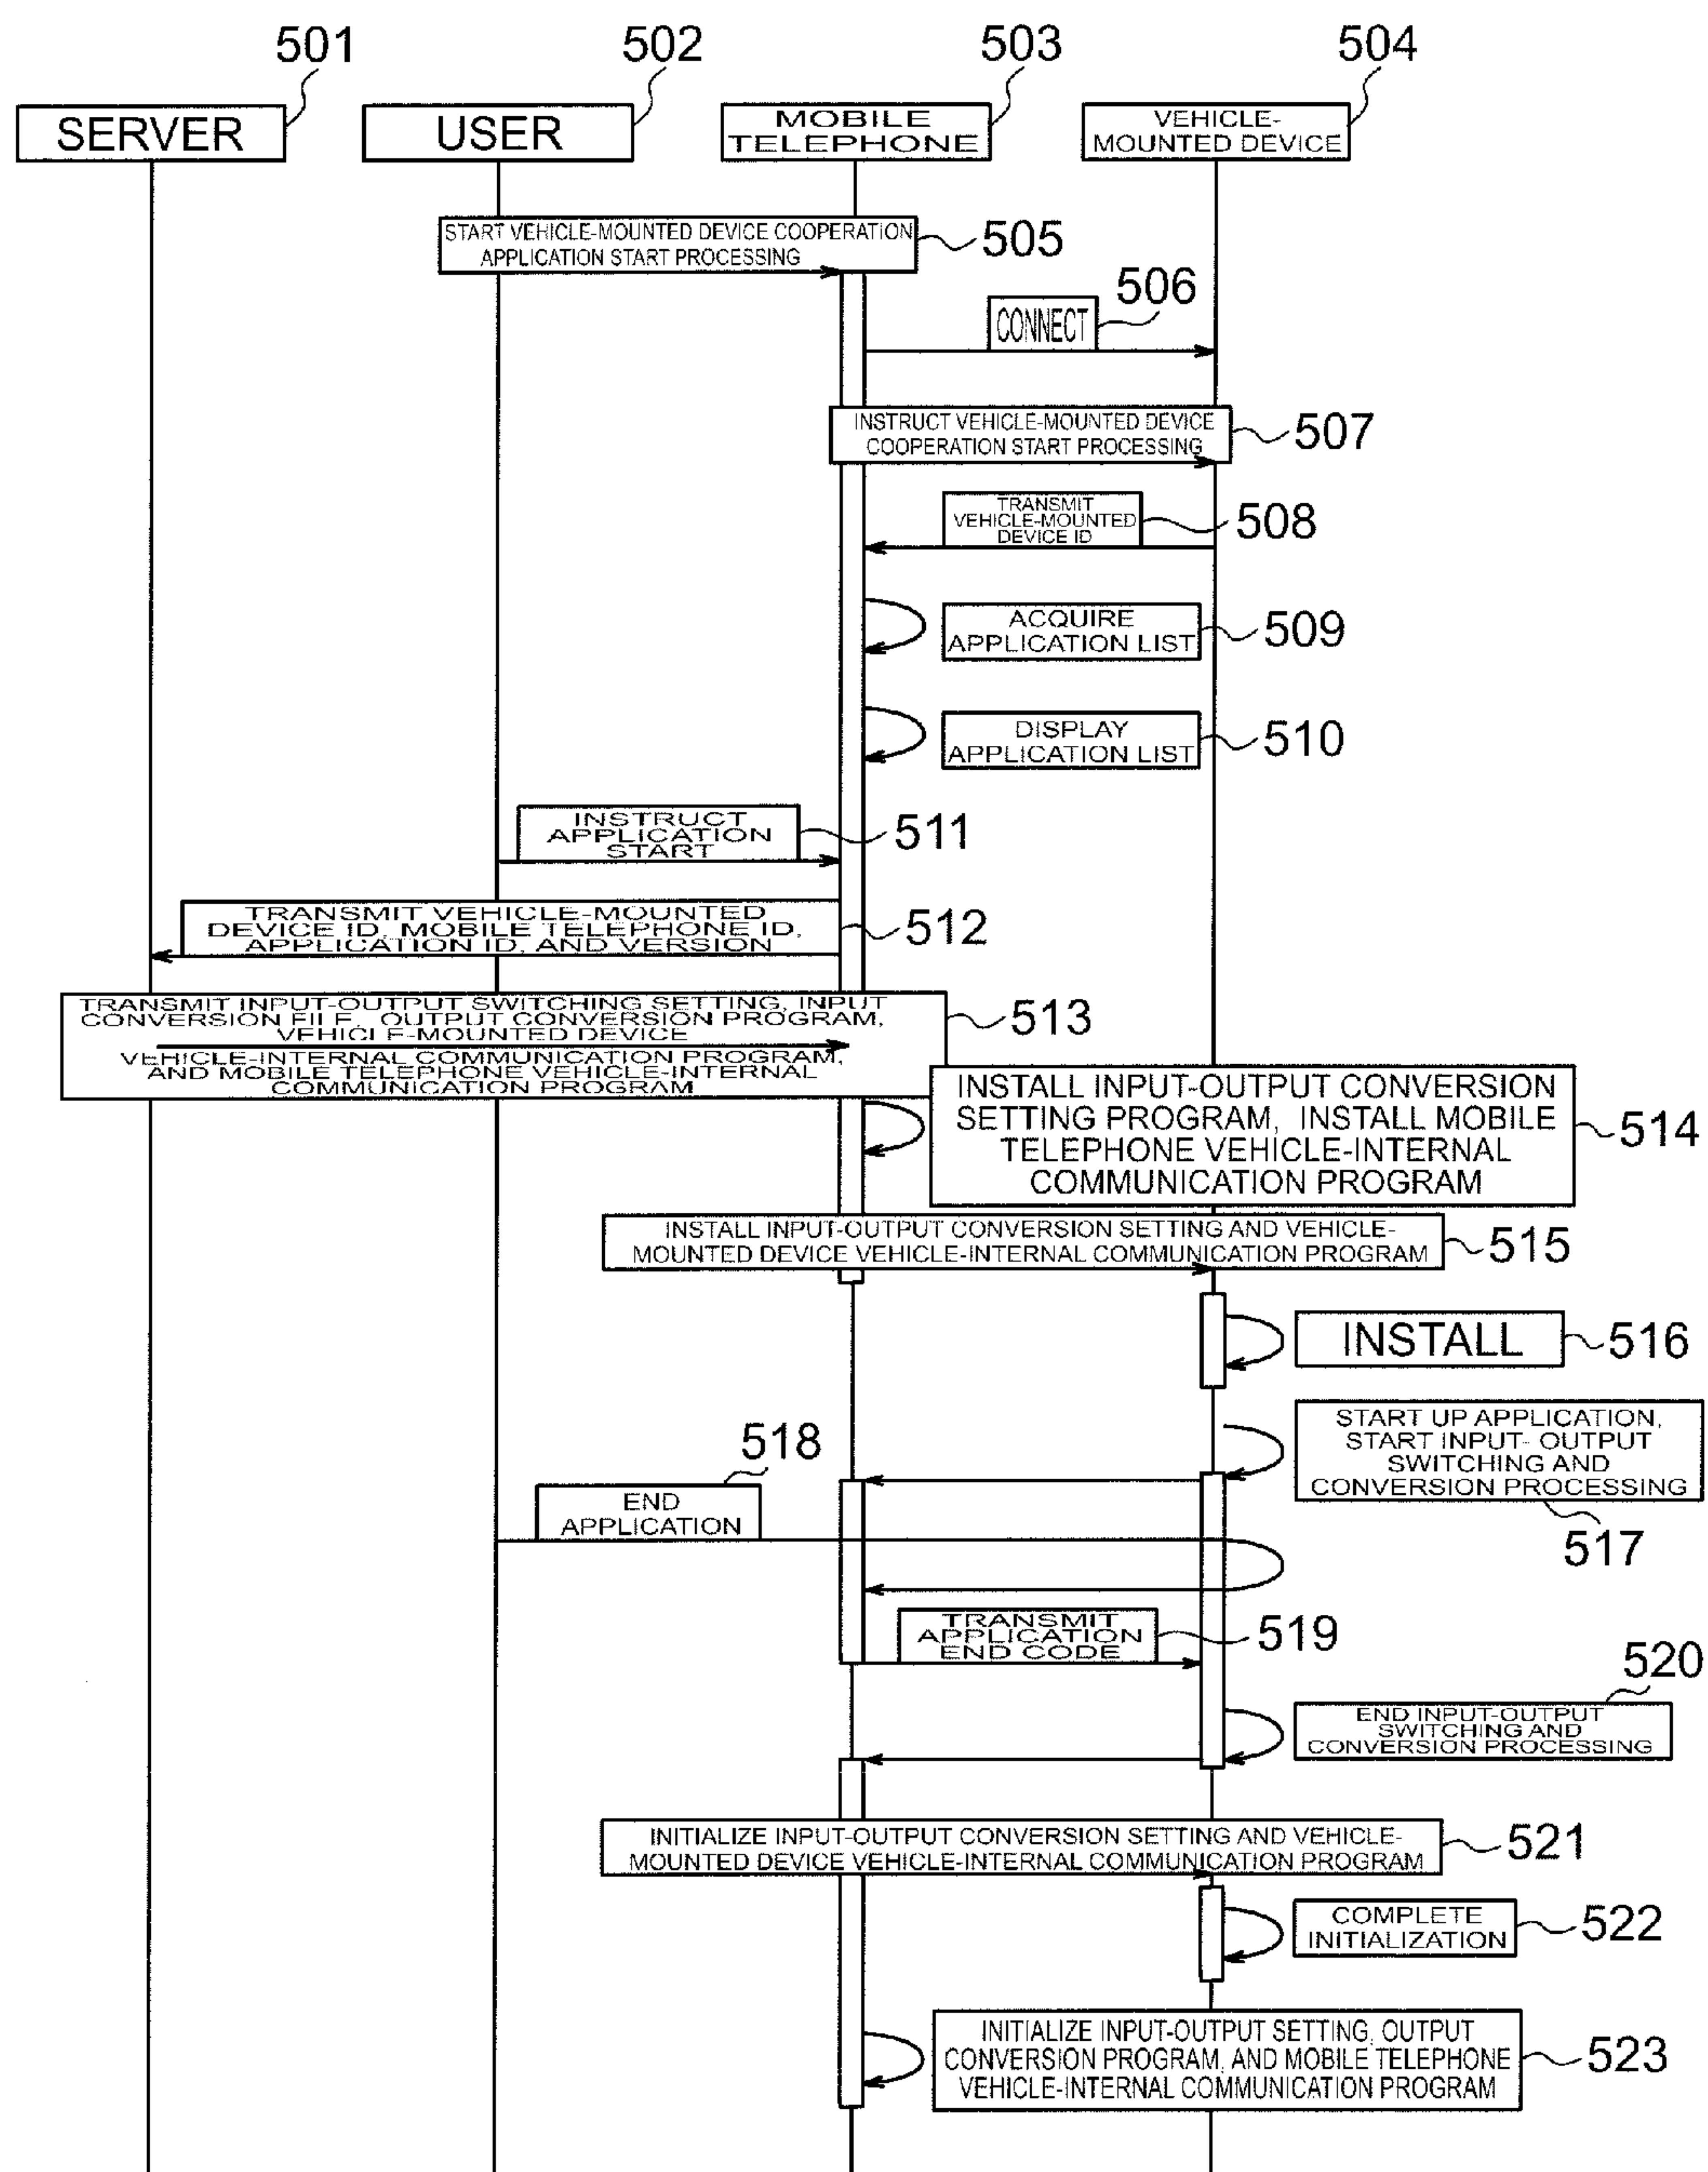 501
502
503
504
SERVER
USER
MOBILE
TELEPHONE
VEHICLE-
MOUNTED DEVICE
START VEHICLE-MOUNTED DEVICE COOPERATION
APPLICATION START PROCESSING
505
506
CONNECT
INSTRUCT VEHICLE-MOUNTED DEVICE
COOPERATION START PROCESSING
507
TRANSMIT
VEHICLE-MOUNTED
DEVICE ID
508
ACQUIRE
APPLICATION LIST
509
DISPLAY
APPLICATION LIST
510
INSTRUCT
APPLICATION
START
511
TRANSMIT VEHICLE-MOUNTED
DEVICE ID, MOBILE TELEPHONE ID,
APPLICATION ID, AND VERSION
512
TRANSMIT INPUT-OUTPUT SWITCHING SETTING, INPUT
CONVERSION FILE, OUTPUT CONVERSION PROGRAM,
VEHICLE-MOUNTED DEVICE
VEHICLE-INTERNAL COMMUNICATION PROGRAM,
AND MOBILE TELEPHONE VEHICLE-INTERNAL
COMMUNICATION PROGRAM
513
INSTALL INPUT-OUTPUT CONVERSION
SETTING PROGRAM, INSTALL MOBILE
TELEPHONE VEHICLE-INTERNAL
COMMUNICATION PROGRAM
514
INSTALL INPUT-OUTPUT CONVERSION SETTING AND VEHICLE-
MOUNTED DEVICE VEHICLE-INTERNAL COMMUNICATION PROGRAM
515
INSTALL
516
START UP APPLICATION,
START INPUT- OUTPUT
SWITCHING AND
CONVERSION PROCESSING
517
518
END
APPLICATION
TRANSMIT
APPLICATION
END CODE
519
520
END INPUT-OUTPUT
SWITCHING AND
CONVERSION PROCESSING
INITIALIZE INPUT-OUTPUT CONVERSION SETTING AND VEHICLE-
MOUNTED DEVICE VEHICLE-INTERNAL COMMUNICATION PROGRAM
521
COMPLETE
INITIALIZATION
522
INITIALIZE INPUT-OUTPUT SETTING, OUTPUT
CONVERSION PROGRAM, AND MOBILE TELEPHONE
VEHICLE-INTERNAL COMMUNICATION PROGRAM
523